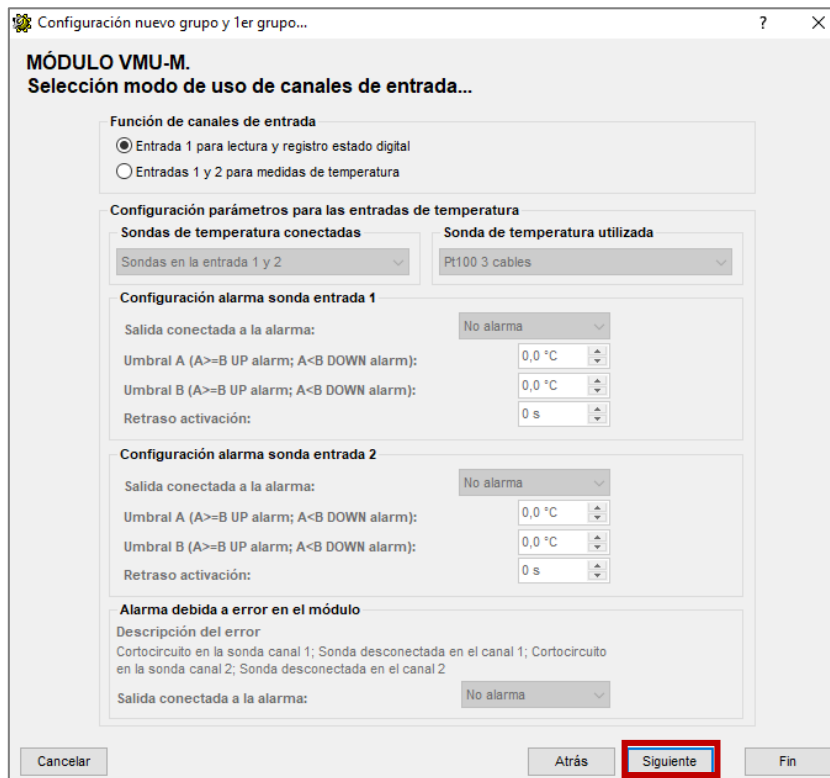 Configuración nuevo grupo y 1er grupo...
?
MÓDULO VMU-M.
Selección modo de uso de canales de entrada...
Función de canales de entrada
Entrada 1 para lectura y registro estado digital
Entradas 1 y 2 para medidas de temperatura
Configuración parámetros para las entradas de temperatura
Sondas de temperatura conectadas Sonda de temperatura utilizada
Sondas en la entrada 1 y 2 Pt100 3 cables
Configuración alarma sonda entrada 1
Salida conectada a la alarma: No alarma
Umbral A (A>=B UP alarm; A<B DOWN alarm): 0,0 °C
Umbral B (A>=B UP alarm; A<B DOWN alarm): 0,0 °C
Retraso activación: 0 s
Configuración alarma sonda entrada 2
Salida conectada a la alarma: No alarma
Umbral A (A>=B UP alarm; A<B DOWN alarm): 0,0 °C
Umbral B (A>=B UP alarm; A<B DOWN alarm): 0,0 °C
Retraso activación: 0 s
Alarma debida a error en el módulo
Descripción del error
Cortocircuito en la sonda canal 1; Sonda desconectada en el canal 1; Cortocircuito
en la sonda canal 2; Sonda desconectada en el canal 2
Salida conectada a la alarma: No alarma
Cancelar Atrás Siguiente Fin